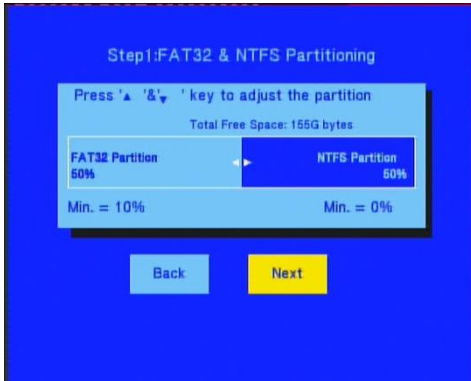 Step1:FAT32 & NTFS Partitioning
Press '▲ '&'▼ ' key to adjust the partition
Total Free Space: 155G bytes
FAT32 Partition
50%
NTFS Partition
50%
Min. = 10%
Min. = 0%
Back
Next